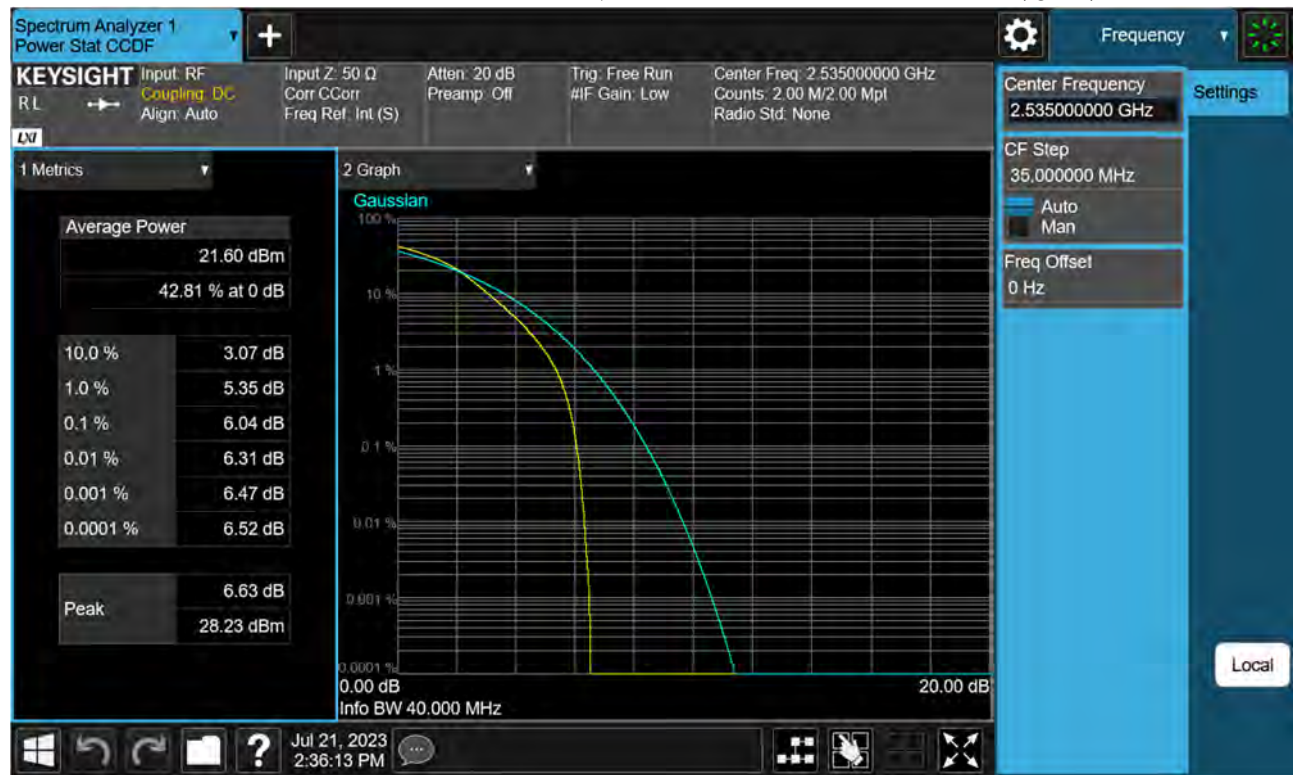 Spectrum Analyzer 1
Power Stat CCDF
Frequency
KEYSIGHT
R L
LXI
Input: RF
Coupling: DC
Align: Auto
Input Z: 50 Ω
Corr CCorr
Freq Ref: Int (S)
Atten: 20 dB
Preamp: Off
Trig: Free Run
#IF Gain: Low
Center Freq: 2.535000000 GHz
Counts: 2.00 M/2.00 Mpt
Radio Std: None
Center Frequency
2.535000000 GHz
Settings
CF Step
35.000000 MHz
Auto
Man
Freq Offset
0 Hz
1 Metrics
Average Power
21.60 dBm
42.81 % at 0 dB
10.0 % 3.07 dB
1.0 % 5.35 dB
0.1 % 6.04 dB
0.01 % 6.31 dB
0.001 % 6.47 dB
0.0001 % 6.52 dB
Peak 6.63 dB
28.23 dBm
2 Graph
Gaussian
100 %
10 %
1 %
0.1 %
0.01 %
0.001 %
0.0001 %
0.00 dB 20.00 dB
Info BW 40.000 MHz
Local
?
Jul 21, 2023
2:36:13 PM